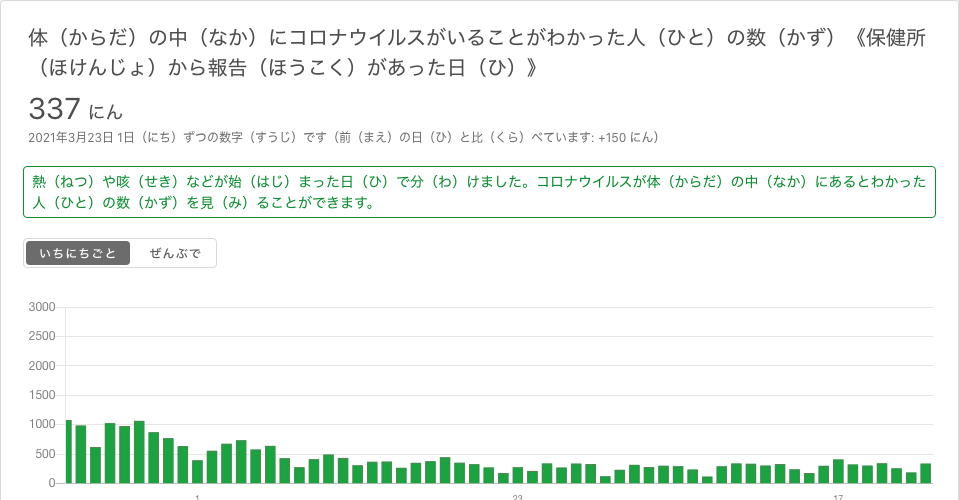 体（からだ）の中（なか）にコロナウイルスがいることがわかった人（ひと）の数（かず）《保健所
（ほけんじょ）から報告（ほうこく）があった日（ひ）》
337 にん
2021年3月23日 1日（にち）ずつの数字（すうじ）です（前（まえ）の日（ひ）と比（くら）べています: +150 にん）
熱（ねつ）や咳（せき）などが始（はじ）まった日（ひ）で分（わ）けました。コロナウイルスが体（からだ）の中（なか）にあるとわかった
人（ひと）の数（かず）を見（み）ることができます。
いちにちごと ぜんぶで
3000
2500
2000
1500
1000
500
0
1 23 17